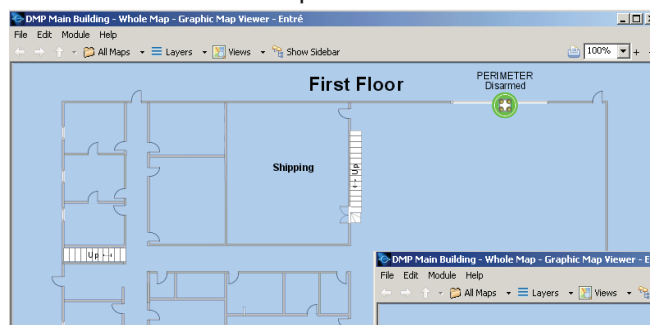 DMP Main Building - Whole Map - Graphic Map Viewer - Entré
File Edit Module Help
All Maps Layers Views Show Sidebar 100% +
First Floor
PERIMETER
Disarmed
Shipping
Up
Up
DMP Main Building - Whole Map - Graphic Map Viewer - E
File Edit Module Help
All Maps Layers Views